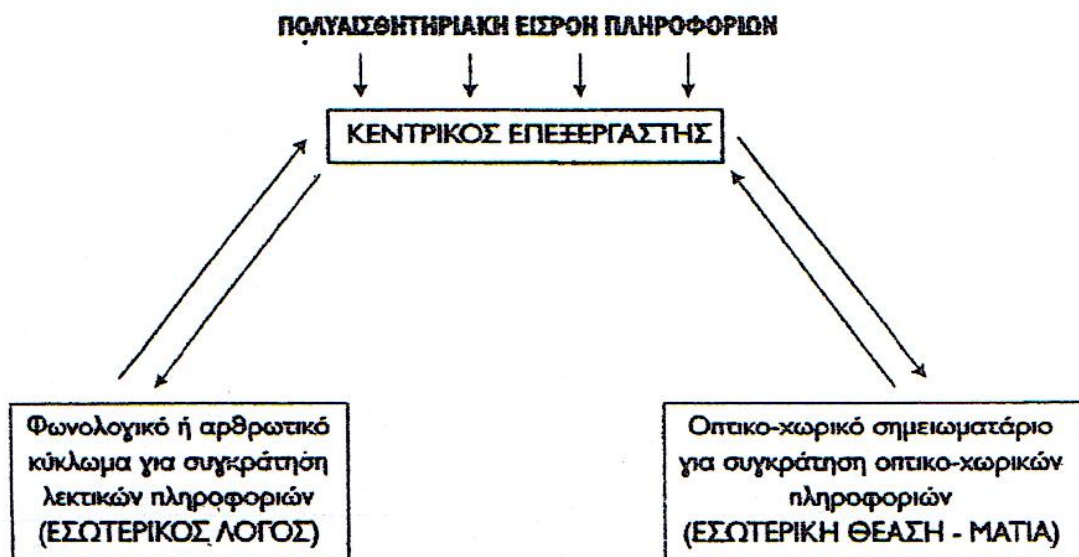 ΠΟΛΥΑΙΣΘΗΤΗΡΙΑΚΗ ΕΙΣΡΟΗ ΠΛΗΡΟΦΟΡΙΩΝ
ΚΕΝΤΡΙΚΟΣ ΕΠΕΞΕΡΓΑΣΤΗΣ
Φωνολογικό ή αρθρωτικό
κύκλωμα για συγκράτηση
λεκτικών πληροφοριών
(ΕΣΩΤΕΡΙΚΟΣ ΛΟΓΟΣ)
Οπτικο-χωρικό σημειωματάριο
για συγκράτηση οπτικο-χωρικών
πληροφοριών
(ΕΣΩΤΕΡΙΚΗ ΘΕΑΣΗ - ΜΑΤΙΑ)